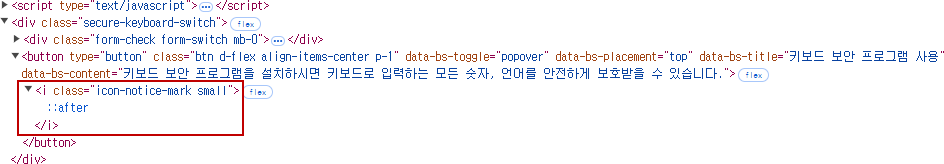 <script type="text/javascript">…</script>
<div class="secure-keyboard-switch"> flex
<div class="form-check form-switch mb-0">…</div>
<button type="button" class="btn d-flex align-items-center p-1" data-bs-toggle="popover" data-bs-placement="top" data-bs-title="키보드 보안 프로그램 사용"
data-bs-content="키보드 보안 프로그램을 설치하시면 키보드로 입력하는 모든 숫자, 언어를 안전하게 보호받을 수 있습니다."> flex
<i class="icon-notice-mark small"> flex
::after
</i>
</button>
</div>